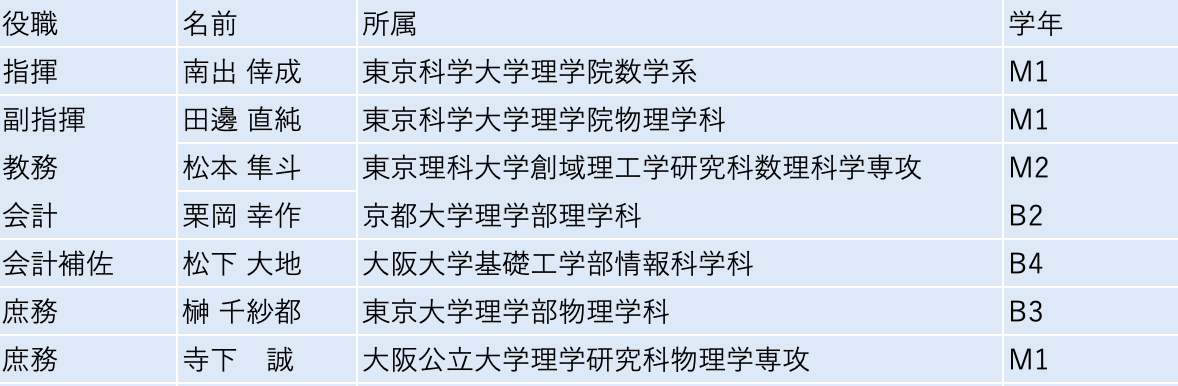 役職 名前 所属 学年
指揮 南出 倖成 東京科学大学理学院数学系 M1
副指揮 田邊 直純 東京科学大学理学院物理学科 M1
教務 松本 隼斗 東京理科大学創域理工学研究科数理科学専攻 M2
会計 栗岡 幸作 京都大学理学部理学科 B2
会計補佐 松下 大地 大阪大学基礎工学部情報科学科 B4
庶務 榊 千紗都 東京大学理学部物理学科 B3
庶務 寺下　誠 大阪公立大学理学研究科物理学専攻 M1